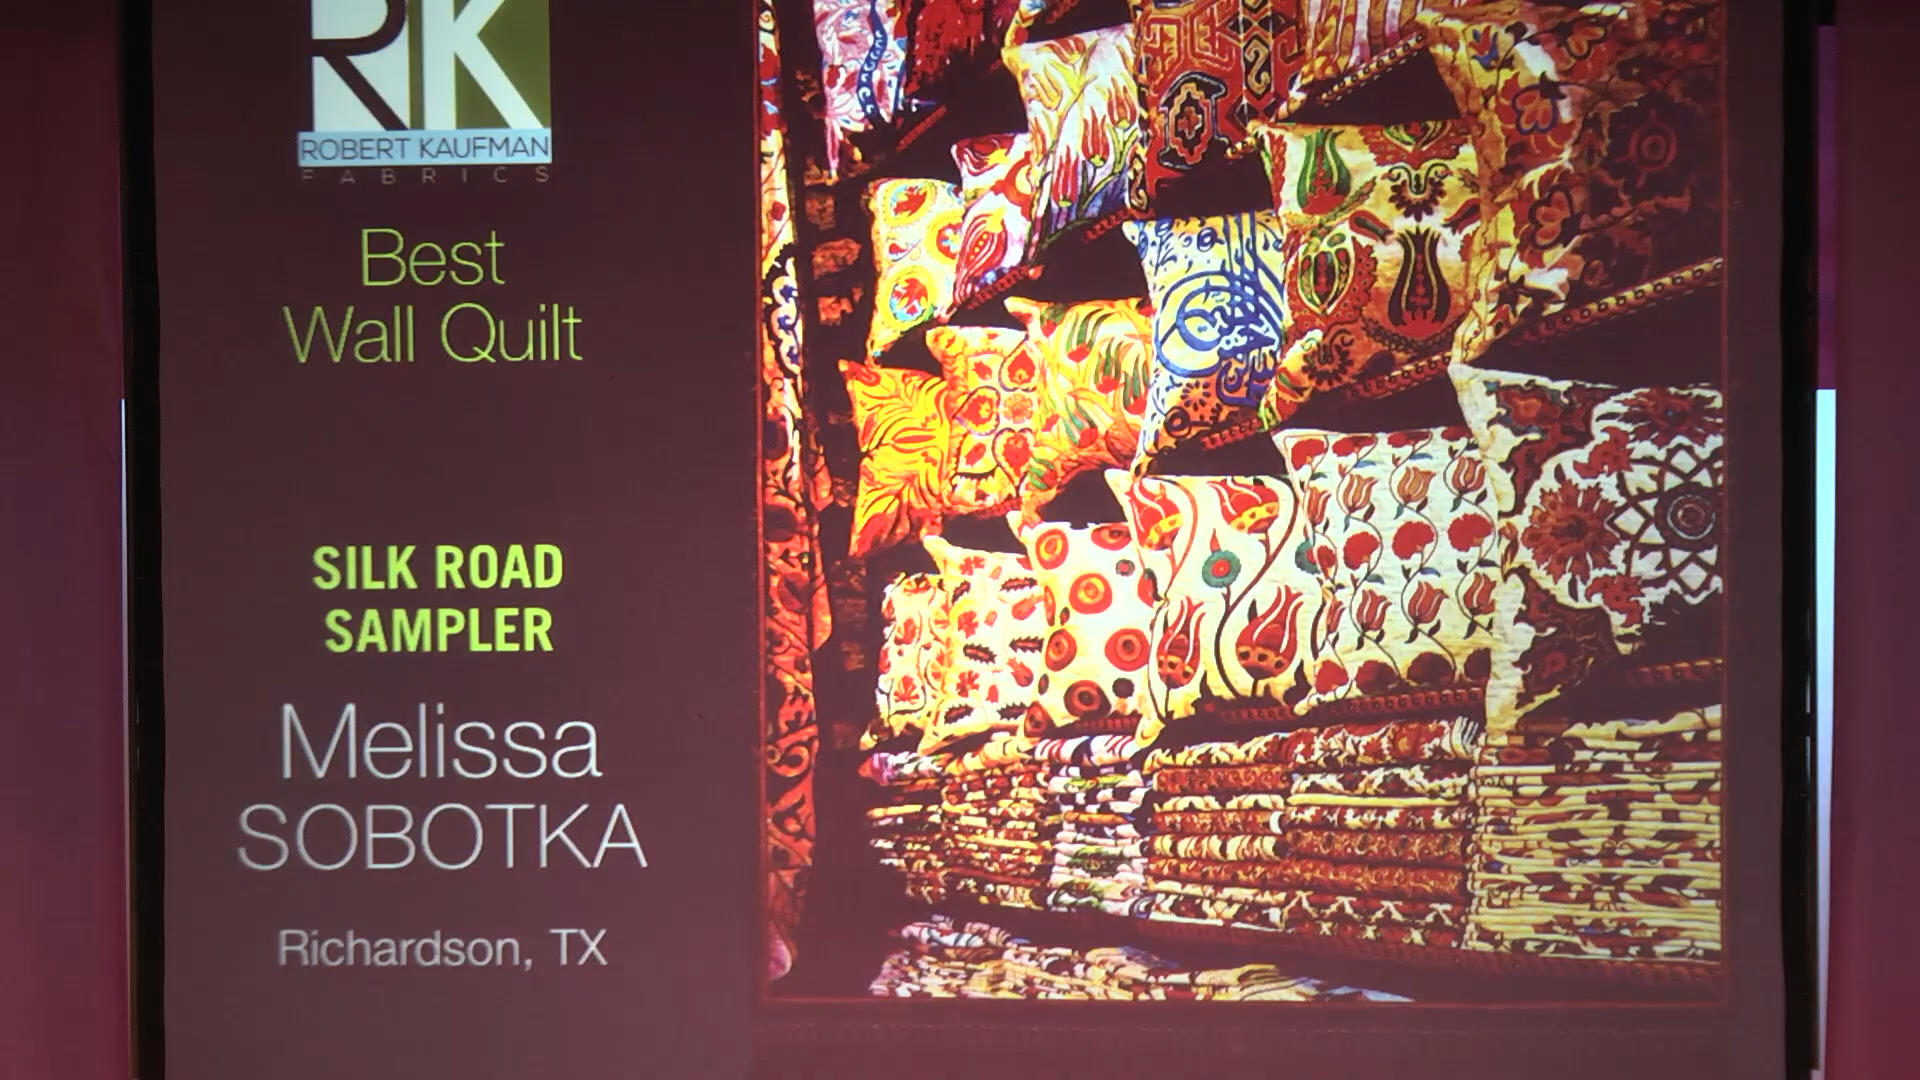 RK
ROBERT KAUFMAN
FABRICS
Best
Wall Quilt
SILK ROAD
SAMPLER
Melissa
SOBOTKA
Richardson, TX